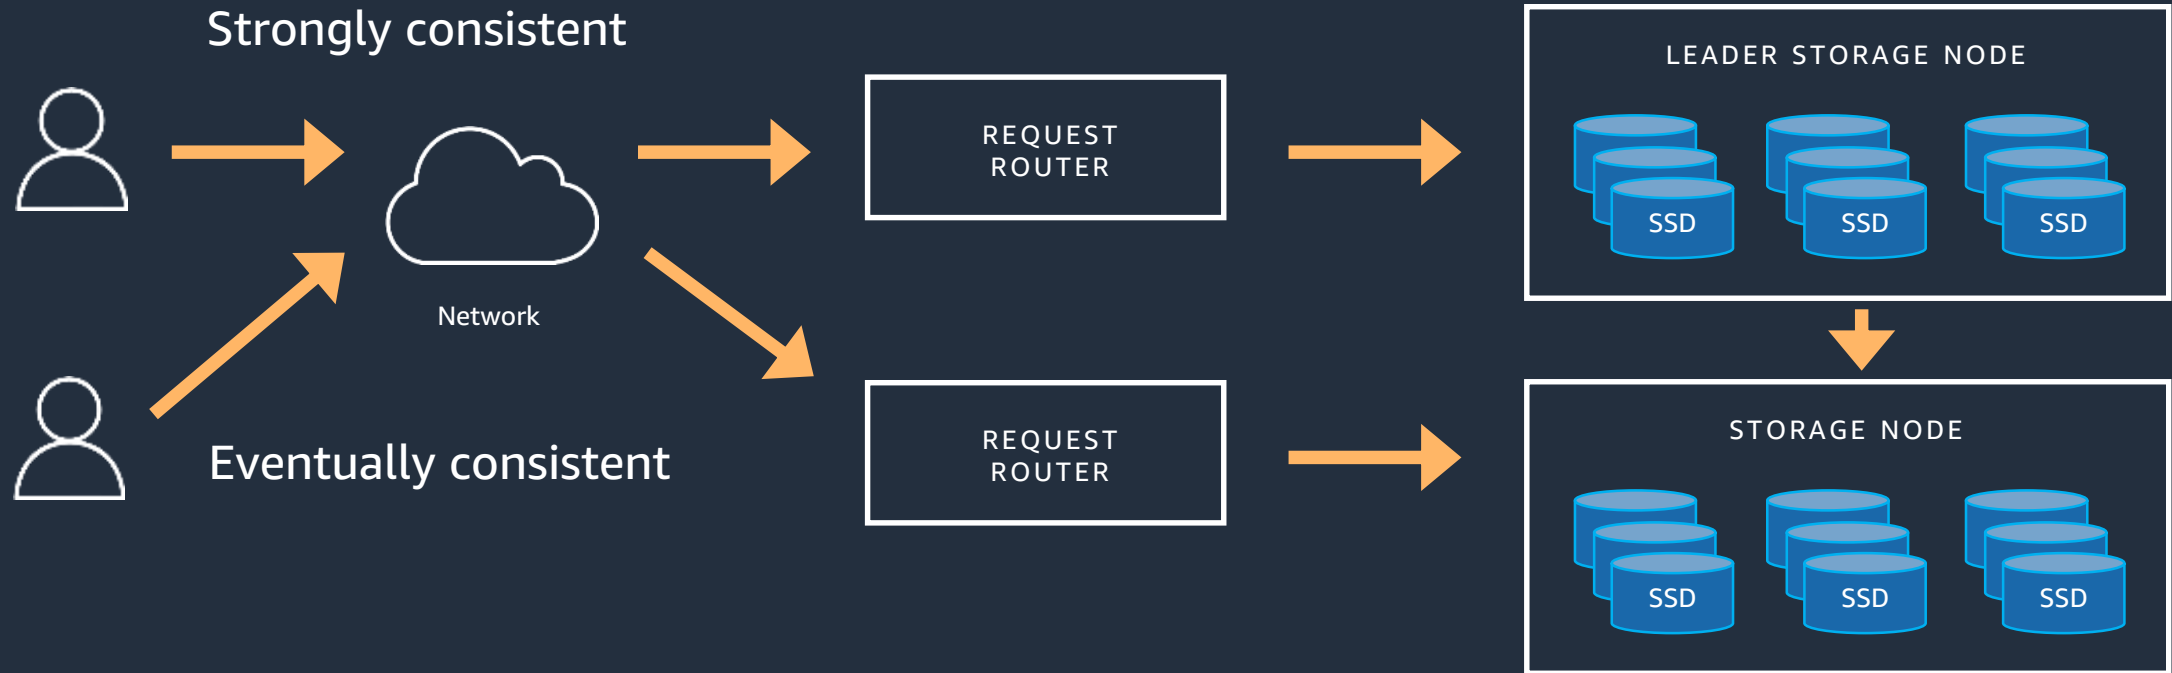 Strongly consistent
Network
Eventually consistent
REQUEST
ROUTER
REQUEST
ROUTER
LEADER STORAGE NODE
SSD
SSD
SSD
STORAGE NODE
SSD
SSD
SSD